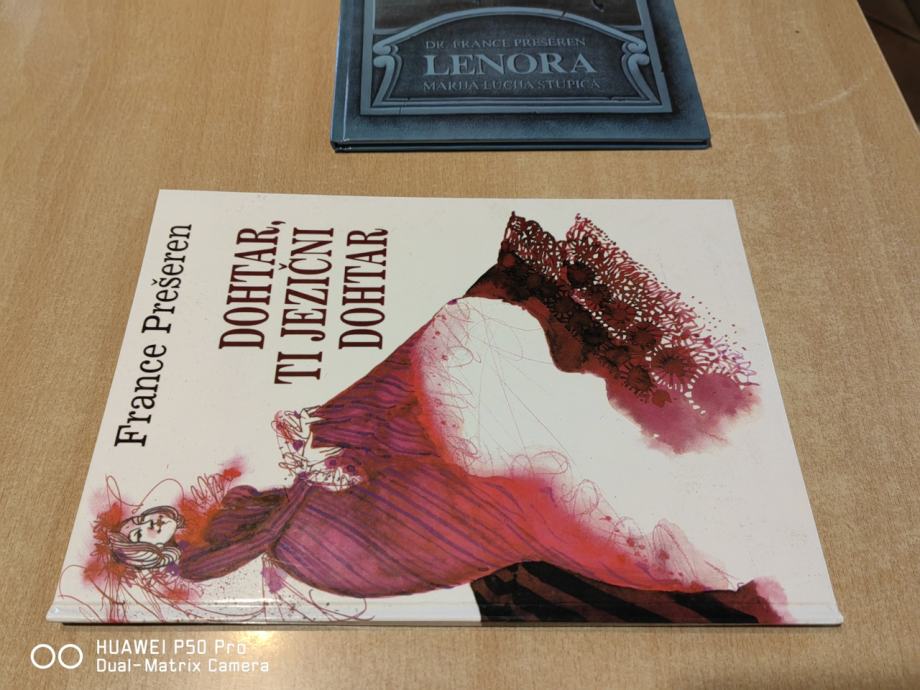 DR. FRANCE PREŠEREN
LENORA
MARIJA LUCIJA STUPICA
France Prešeren
DOHTAR,
TI JEZIČNI
DOHTAR
HUAWEI P50 Pro
Dual-Matrix Camera